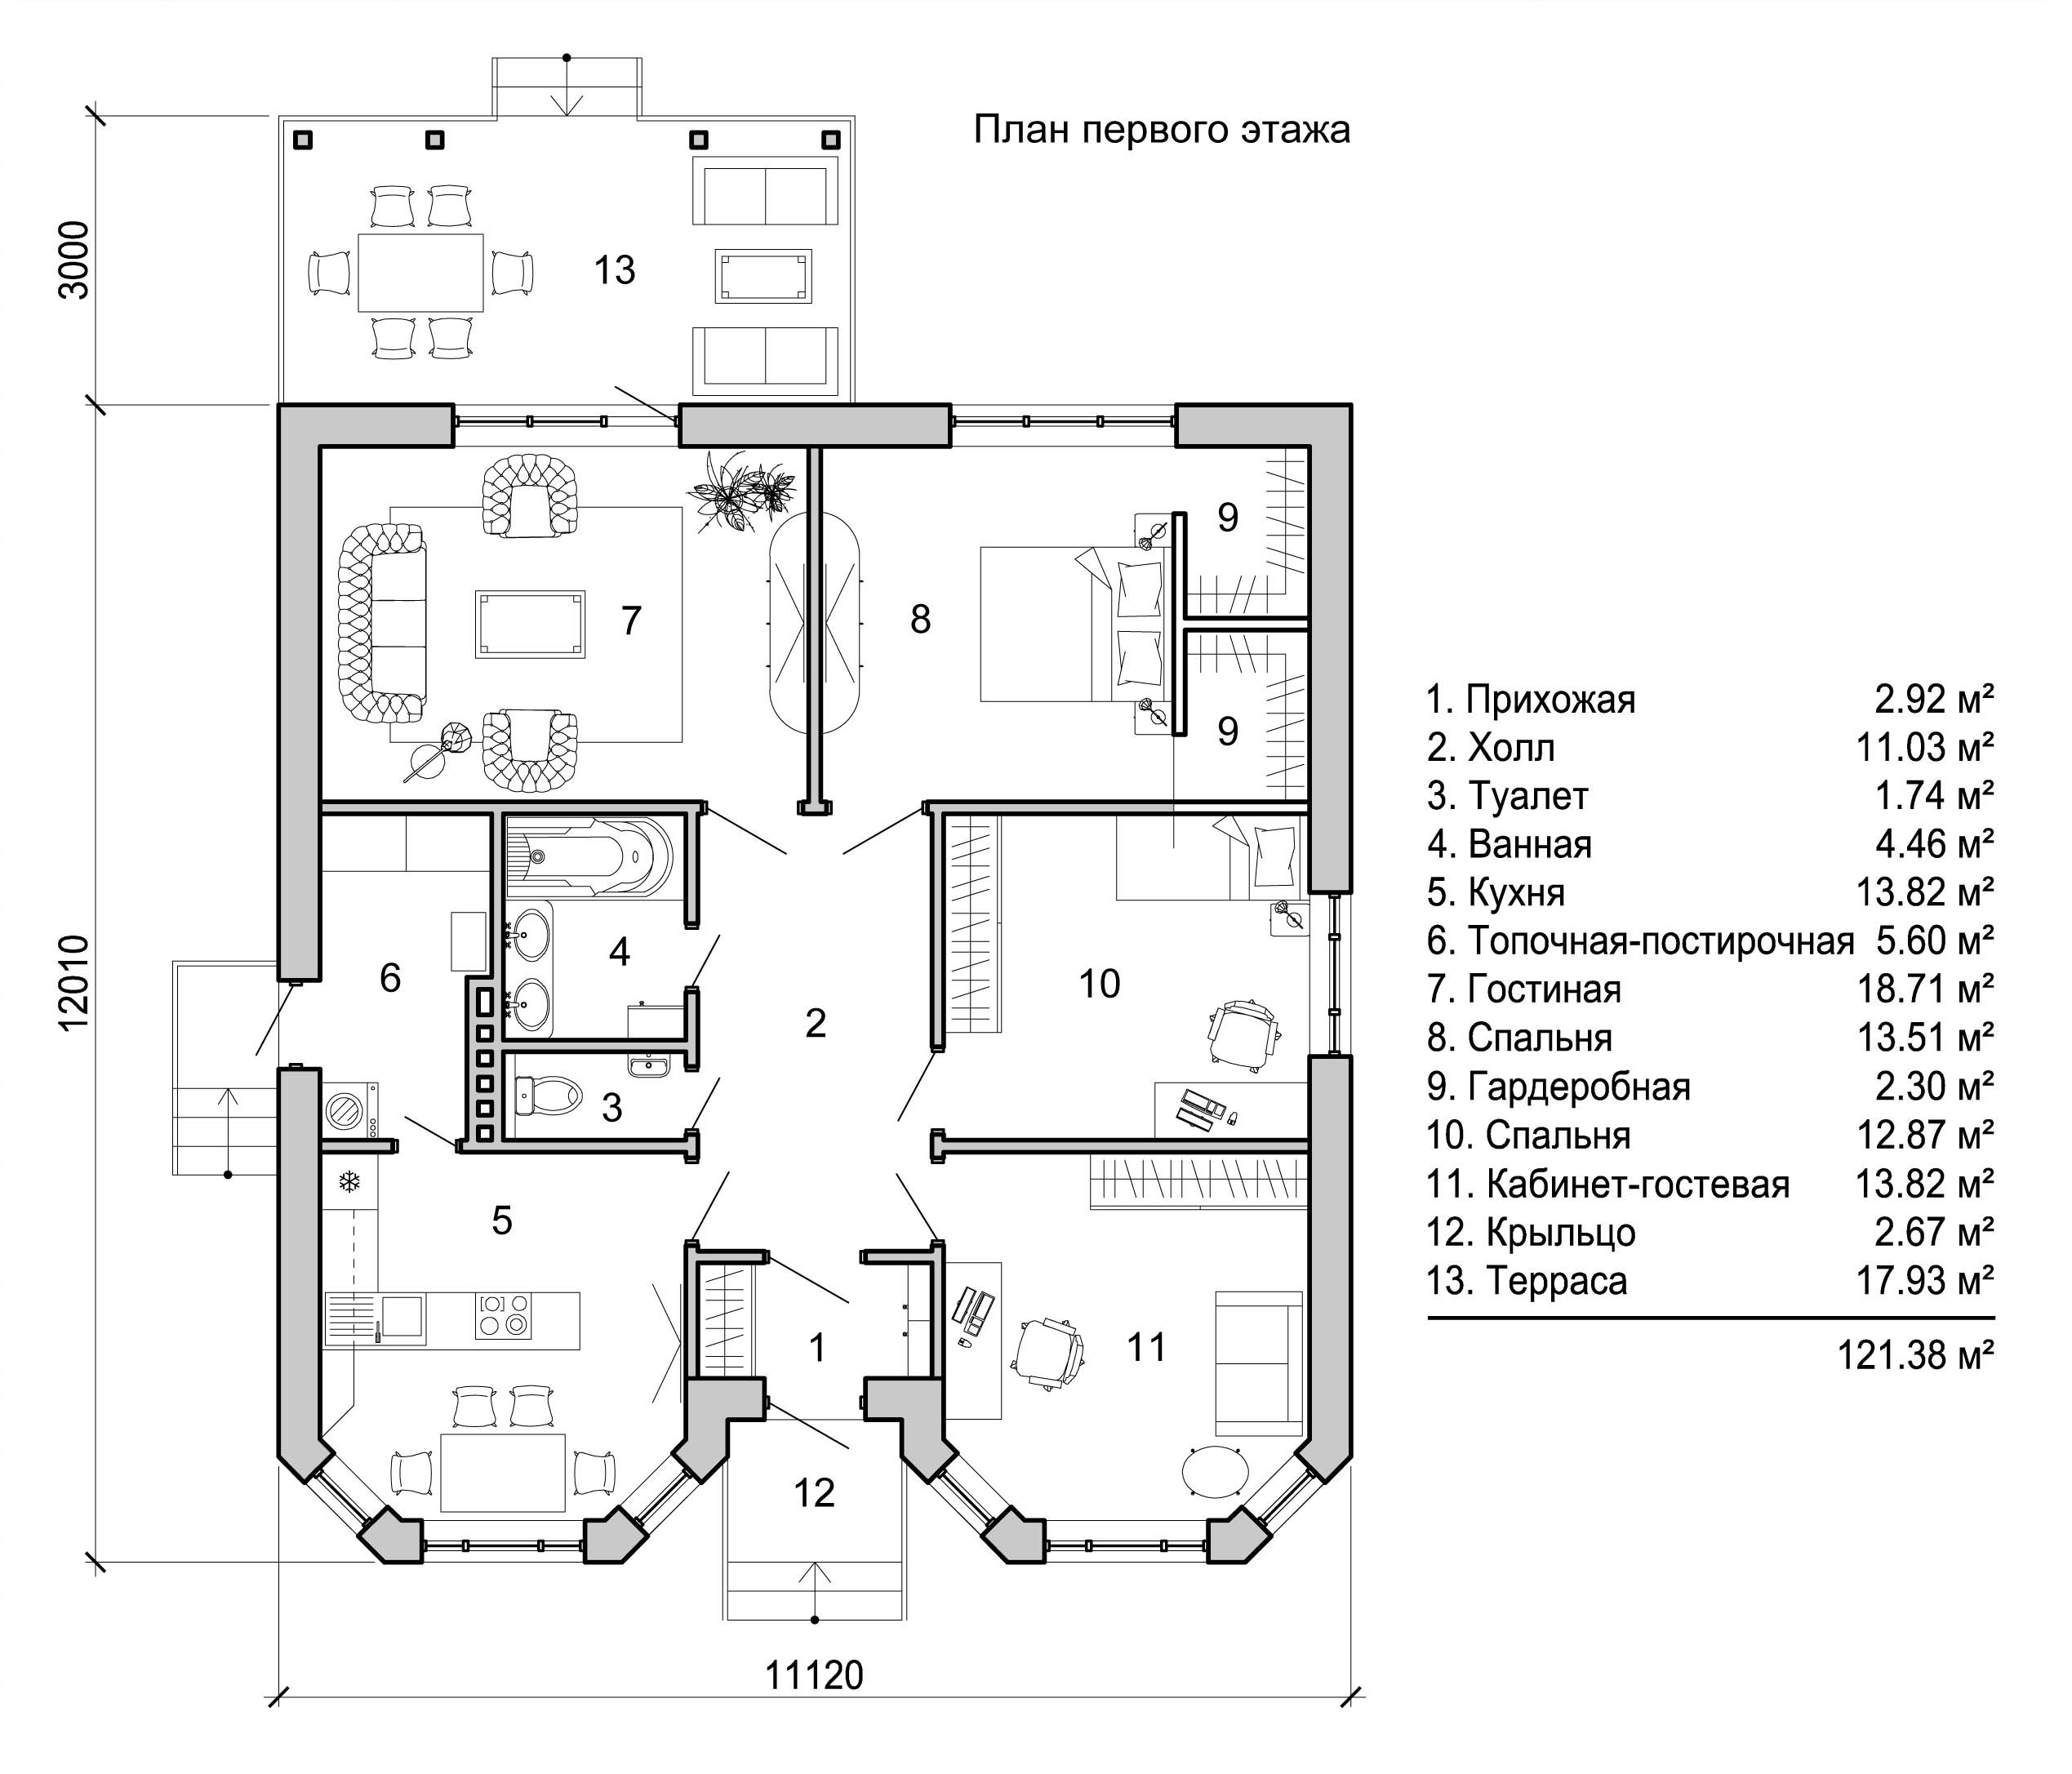 План первого этажа
3000
13
9
7
8
9
12010
6
4
10
2
3
5
1
11
12
11120
1. Прихожая 2.92 м²
2. Холл 11.03 м²
3. Туалет 1.74 м²
4. Ванная 4.46 м²
5. Кухня 13.82 м²
6. Топочная-постирочная 5.60 м²
7. Гостиная 18.71 м²
8. Спальня 13.51 м²
9. Гардеробная 2.30 м²
10. Спальня 12.87 м²
11. Кабинет-гостевая 13.82 м²
12. Крыльцо 2.67 м²
13. Терраса 17.93 м²
121.38 м²